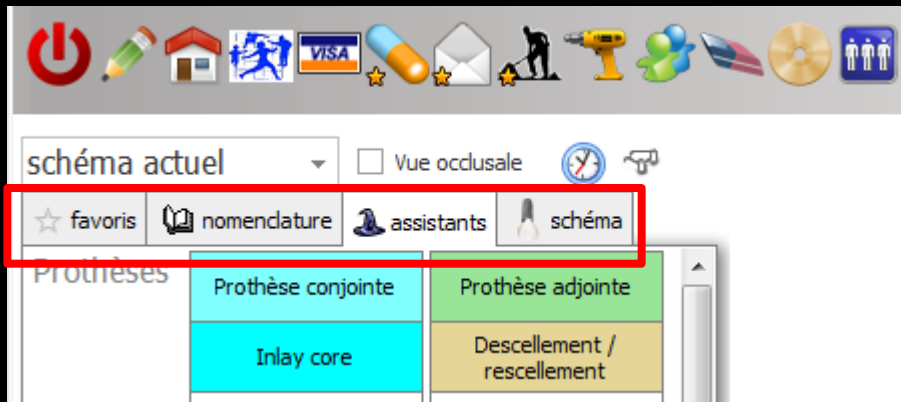 VISA
schéma actuel Vue occlusale
favoris nomenclature assistants schéma
Prothèses
Prothèse conjointe Prothèse adjointe
Inlay core Descellement /
rescellement